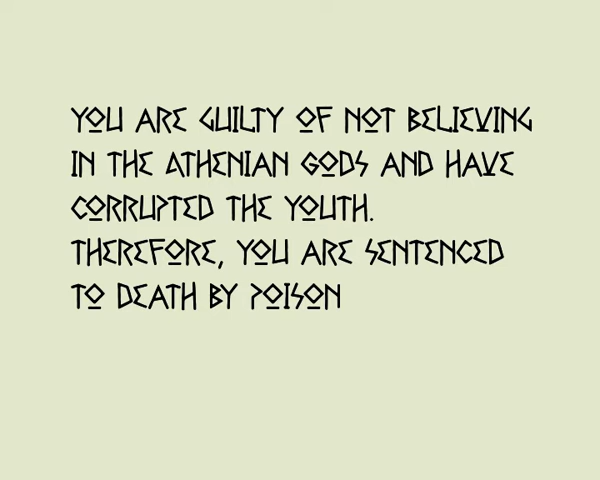 YOU ARE GUILTY OF NOT BELIEVING
IN THE ATHENIAN GODS AND HAVE
CORRUPTED THE YOUTH.
THEREFORE, YOU ARE SENTENCED
TO DEATH BY POISON